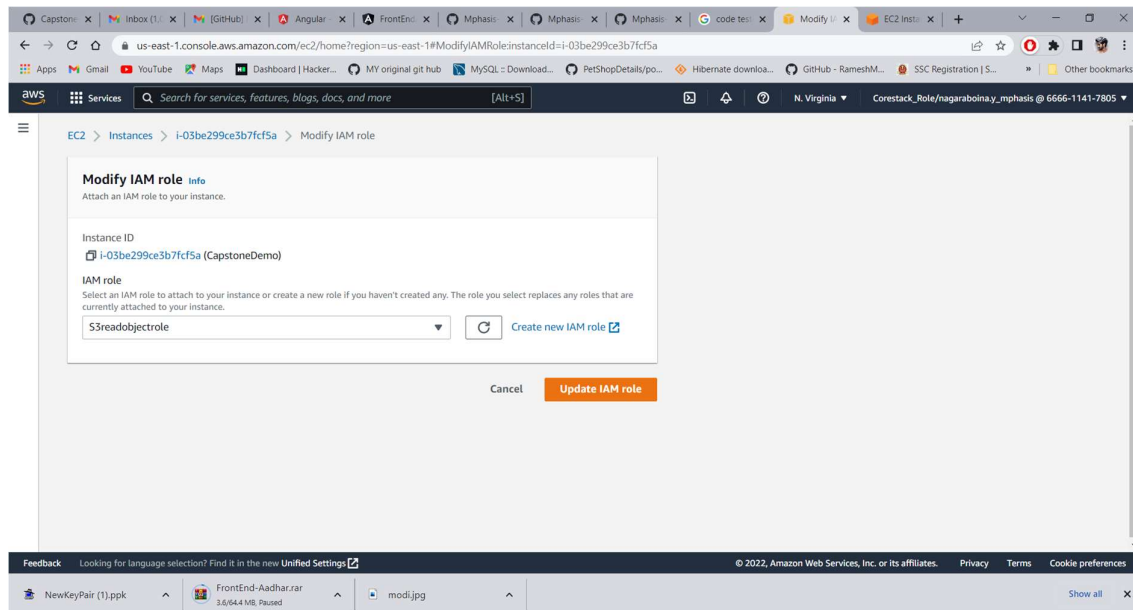 Capstone
Inbox (1,
[GitHub]
Angular
FrontEnd
Mphasis
Mphasis
Mphasis
code test
Modify I
EC2 Insta
us-east-1.console.aws.amazon.com/ec2/home?region=us-east-1#ModifyIAMRole:instanceId=i-03be299ce3b7fcf5a
Apps Gmail YouTube Maps Dashboard | Hacker... MY original git hub MySQL :: Download... PetShopDetails/po... Hibernate downloa... GitHub - RameshM... SSC Registration | S... » Other bookmarks
aws Services Search for services, features, blogs, docs, and more [Alt+S] N. Virginia ▼ Corestack_Role/nagaraboina.y_mphasis @ 6666-1141-7805 ▼
EC2 > Instances > i-03be299ce3b7fcf5a > Modify IAM role
Modify IAM role Info
Attach an IAM role to your instance.
Instance ID
i-03be299ce3b7fcf5a (CapstoneDemo)
IAM role
Select an IAM role to attach to your instance or create a new role if you haven't created any. The role you select replaces any roles that are
currently attached to your instance.
S3readobjectrole Create new IAM role
Cancel Update IAM role
Feedback Looking for language selection? Find it in the new Unified Settings © 2022, Amazon Web Services, Inc. or its affiliates. Privacy Terms Cookie preferences
NewKeyPair (1).ppk FrontEnd-Aadhar.rar modi.jpg Show all
3.6/64.4 MB, Paused